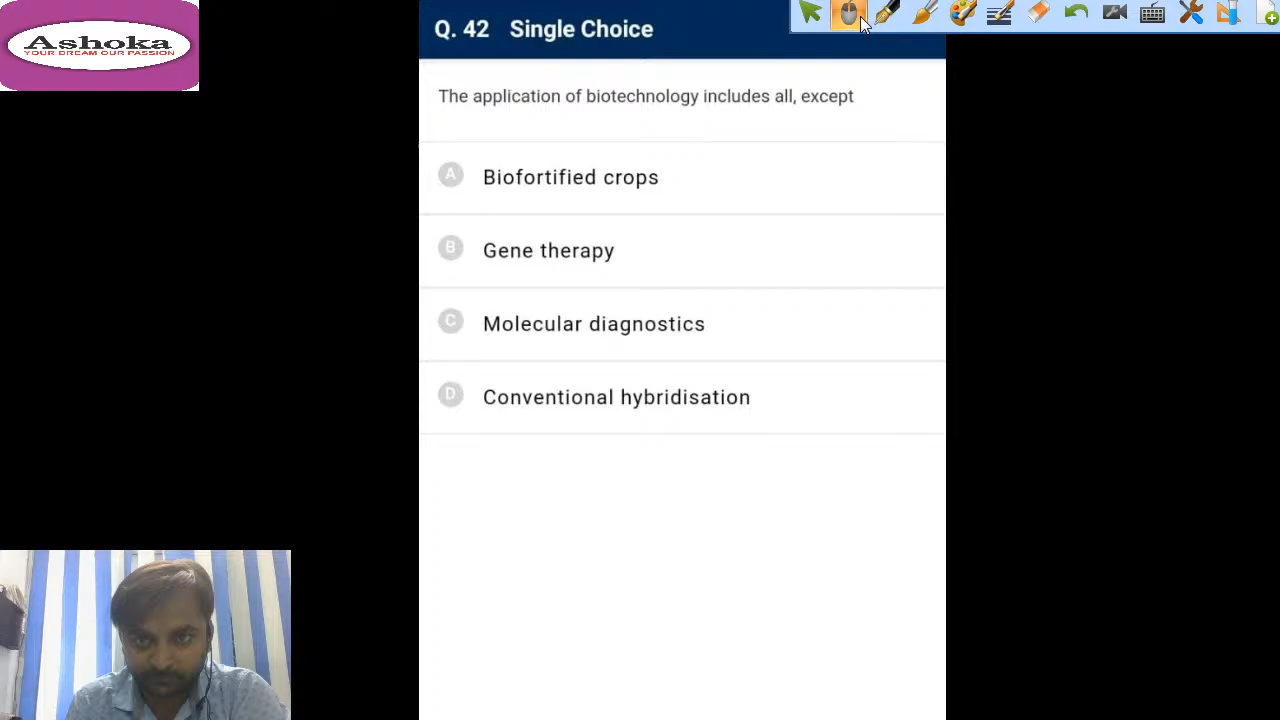 Ashoka
YOUR DREAM OUR PASSION
Q. 42 Single Choice
The application of biotechnology includes all, except
A Biofortified crops
B Gene therapy
C Molecular diagnostics
D Conventional hybridisation